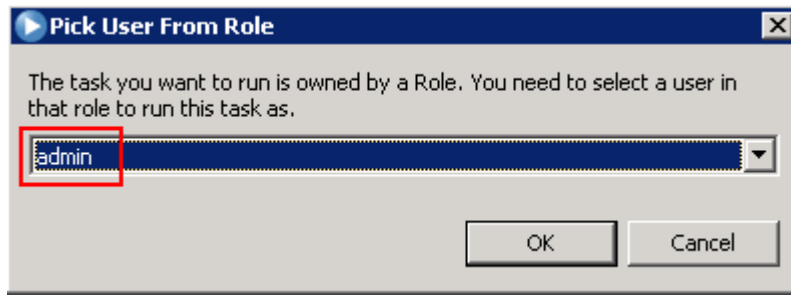 Pick User From Role
The task you want to run is owned by a Role. You need to select a user in
that role to run this task as.
admin
OK
Cancel